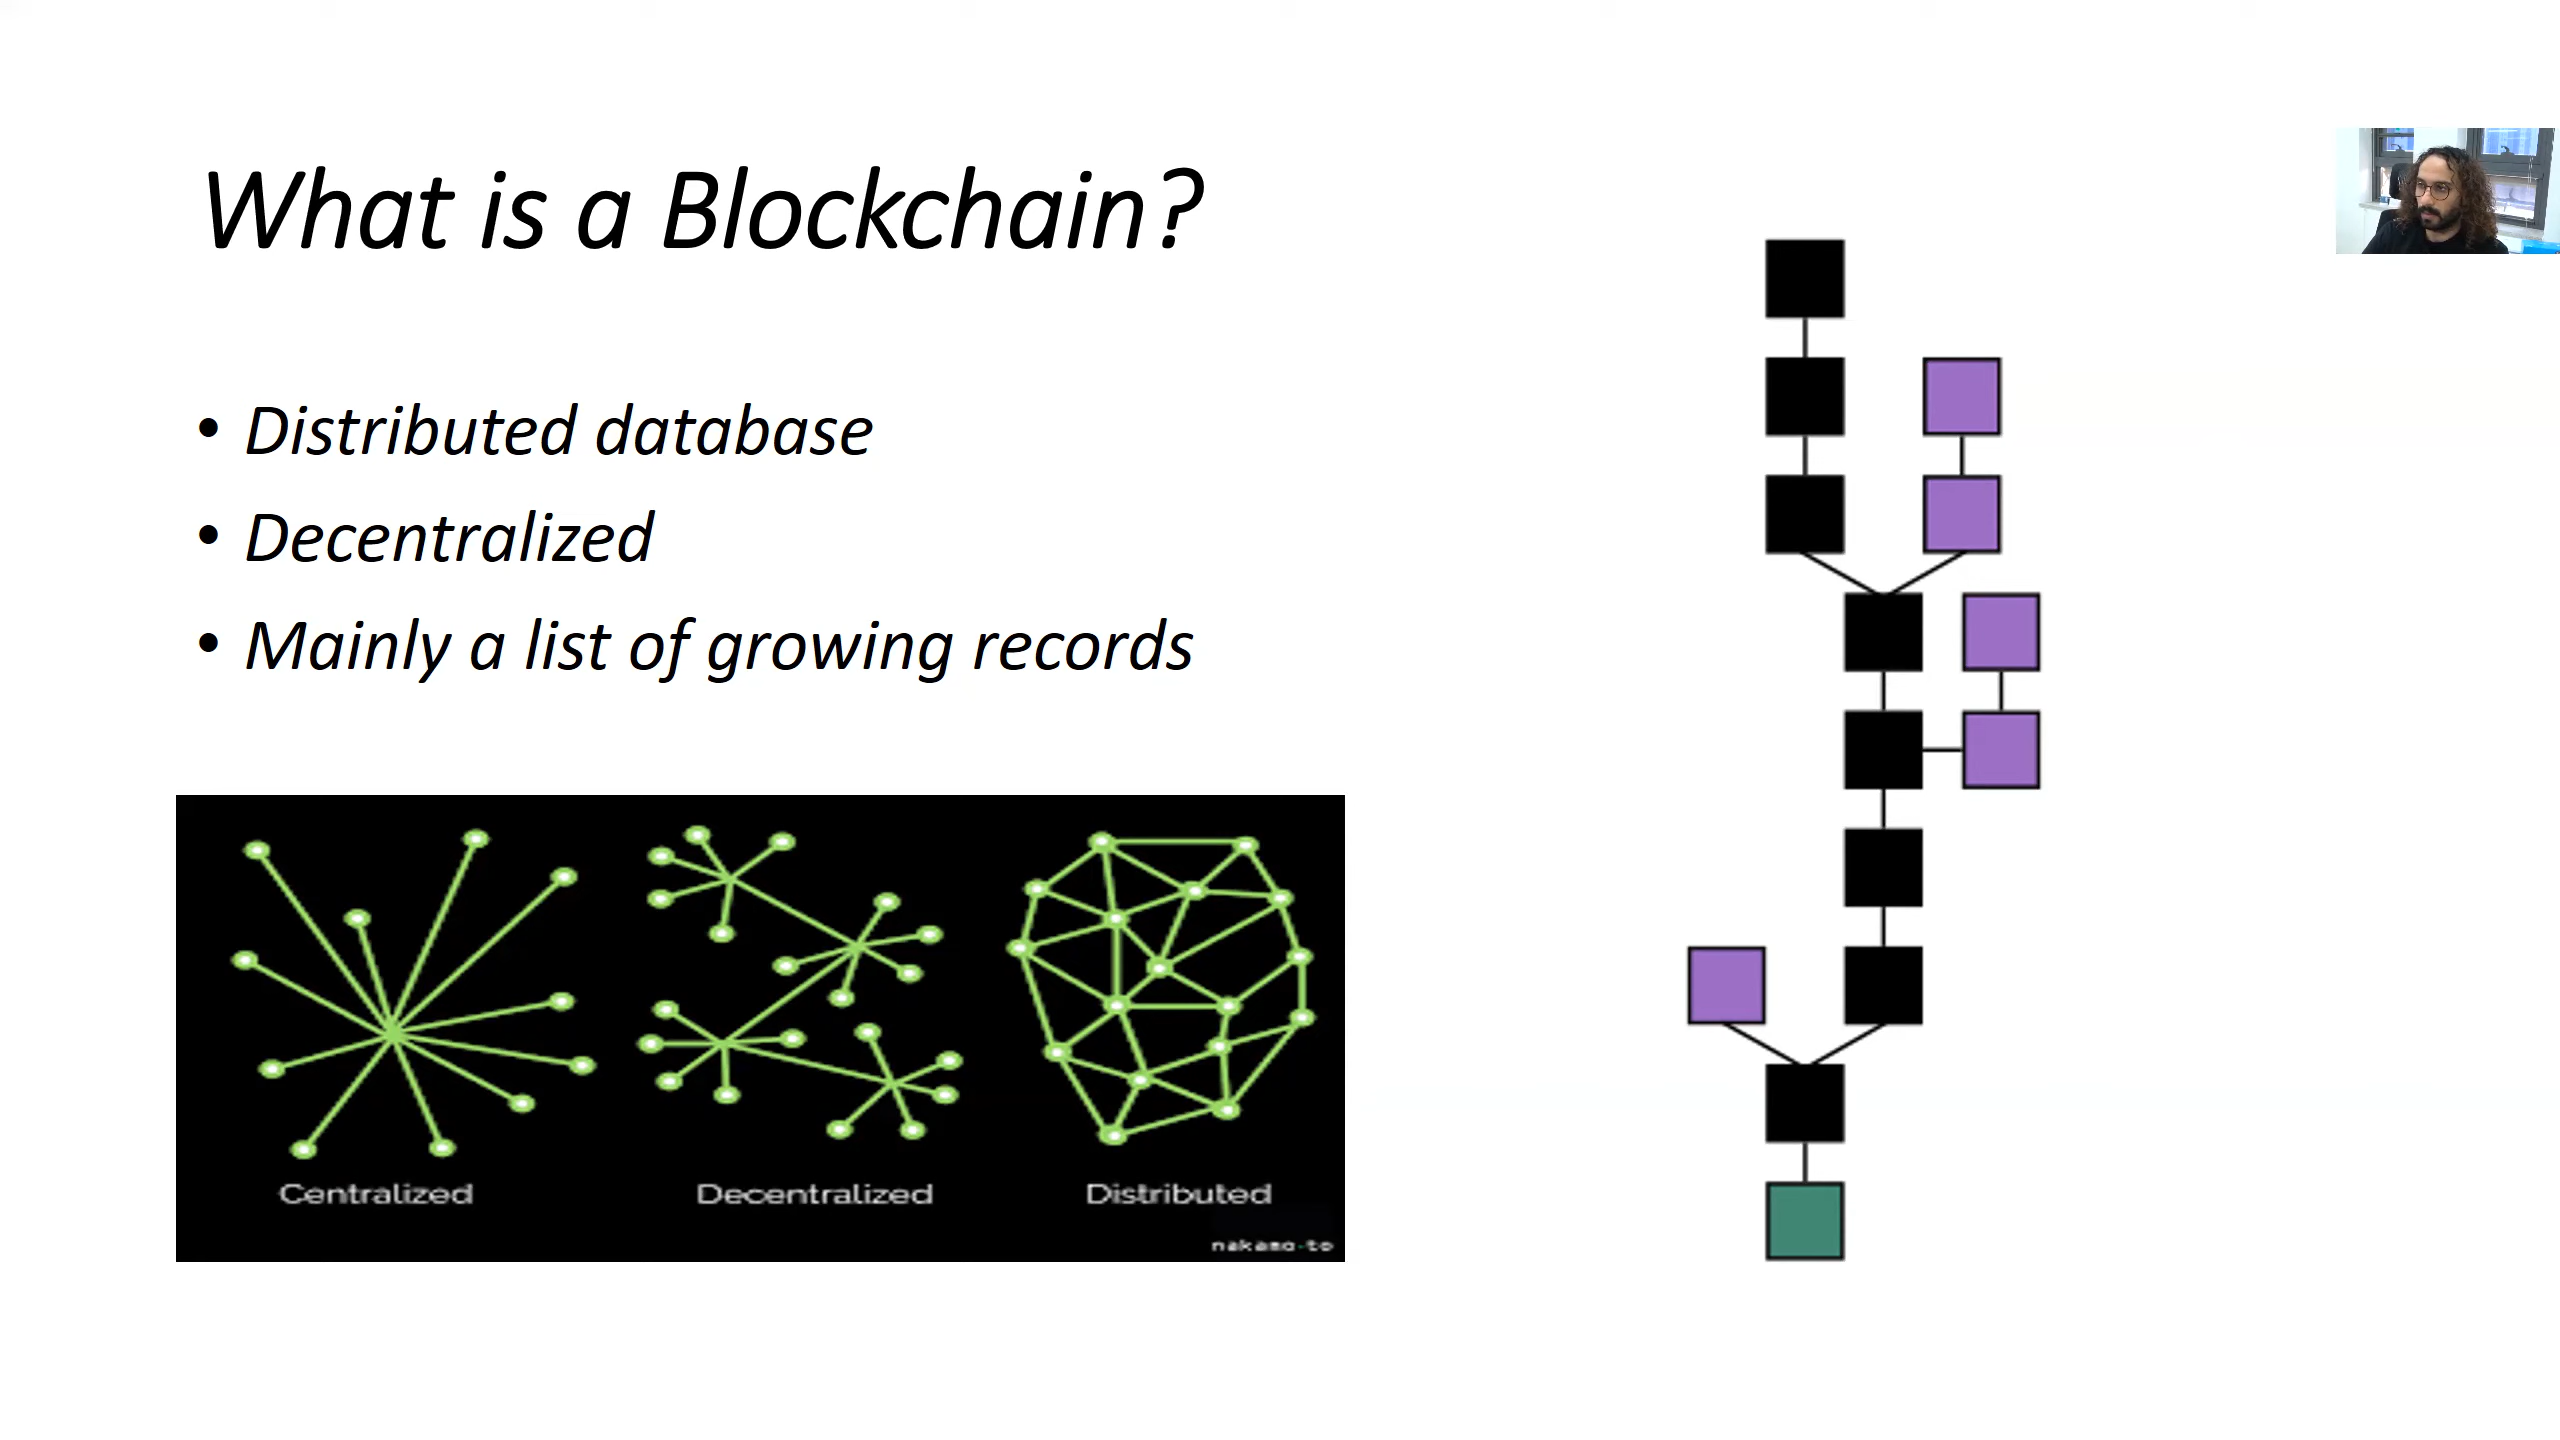 What is a Blockchain?
• Distributed database
• Decentralized
• Mainly a list of growing records
Centralized
Decentralized
Distributed
nakamo.to